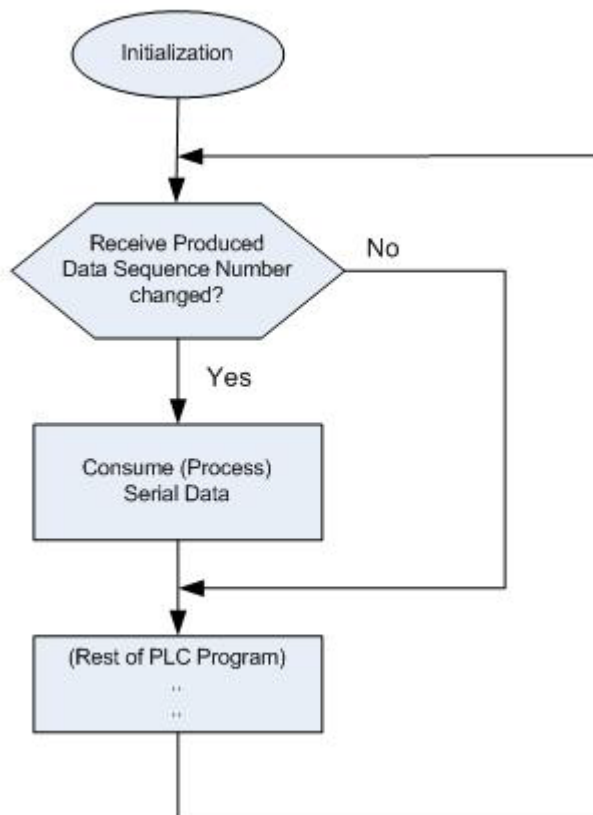 Initialization
Receive Produced
Data Sequence Number
changed?
No
Yes
Consume (Process)
Serial Data
(Rest of PLC Program)
..
..